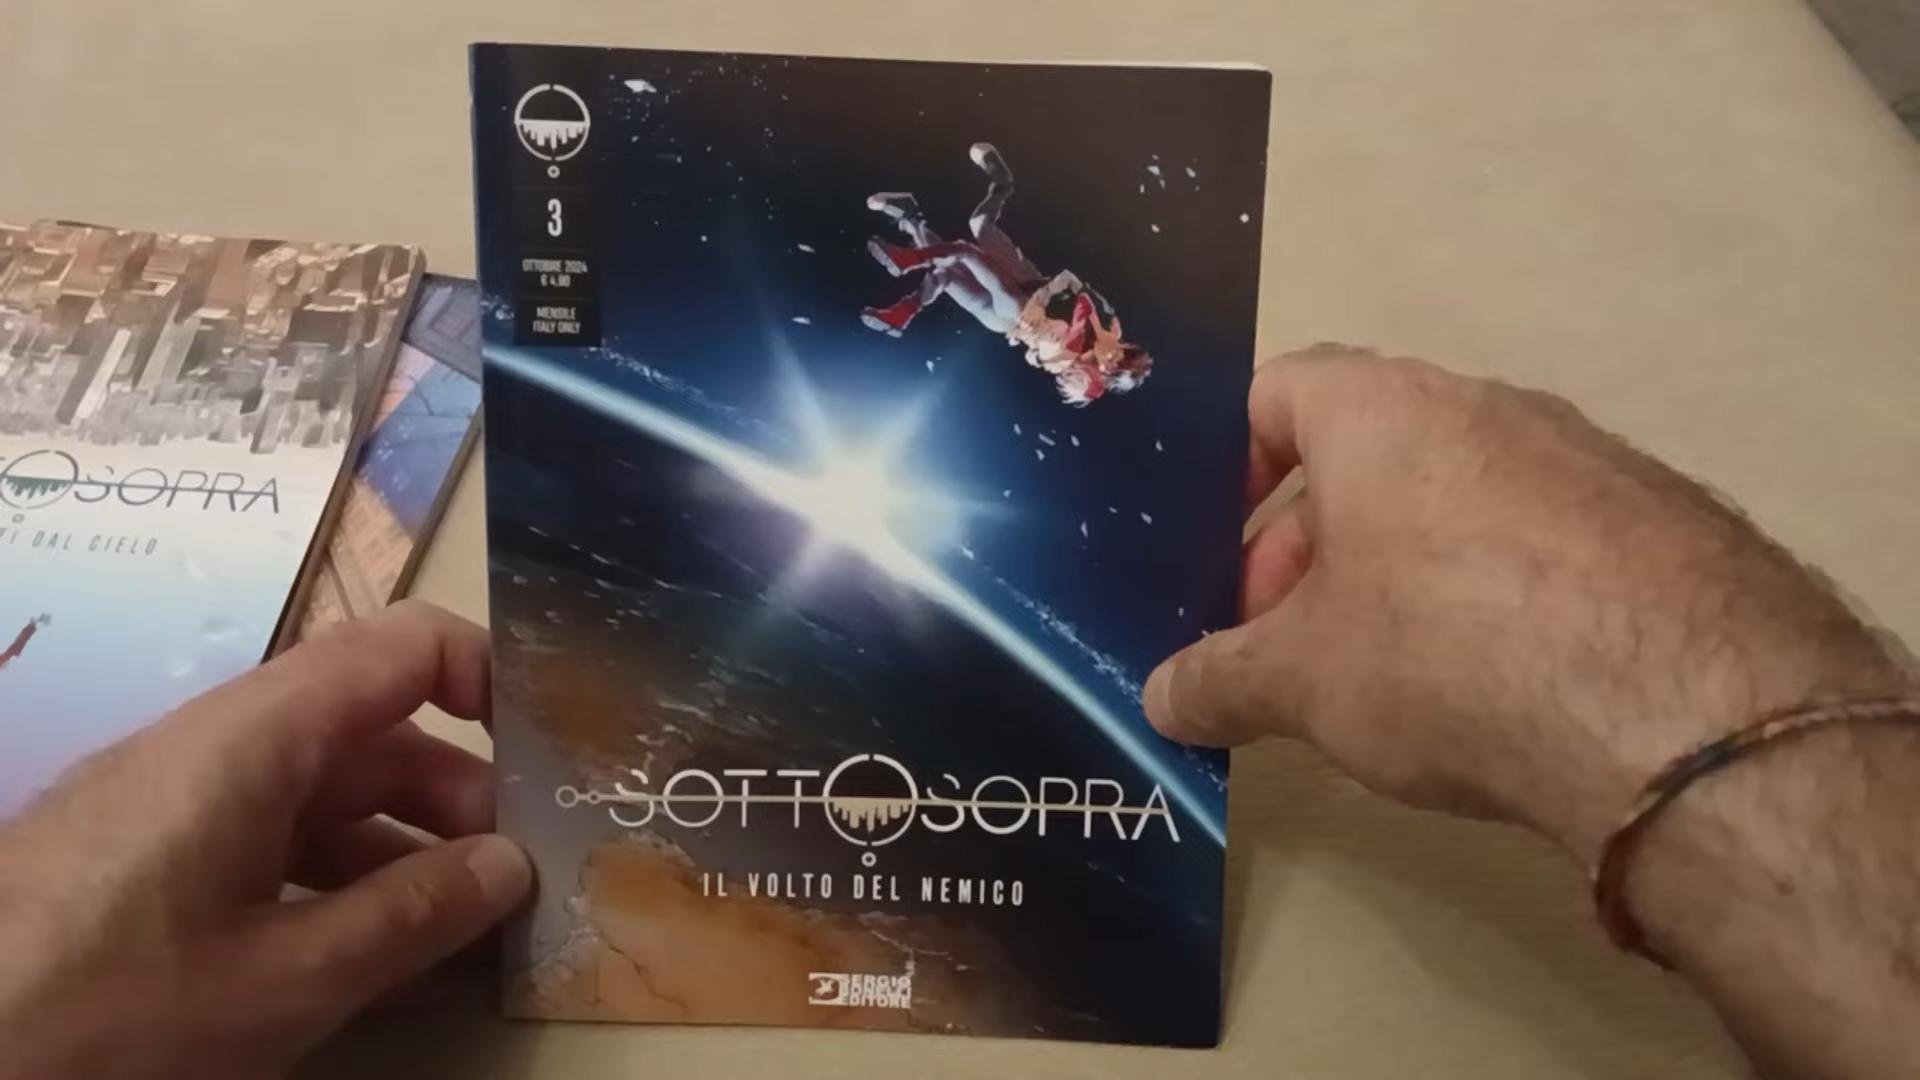 3
OTTOBRE 2024
€ 4,90
MENSILE
ITALY ONLY
SOTTOSOPRA
IL VOLTO DEL NEMICO
SERGIO
BONELLI
EDITORE
SOPRA
DAL CIELO